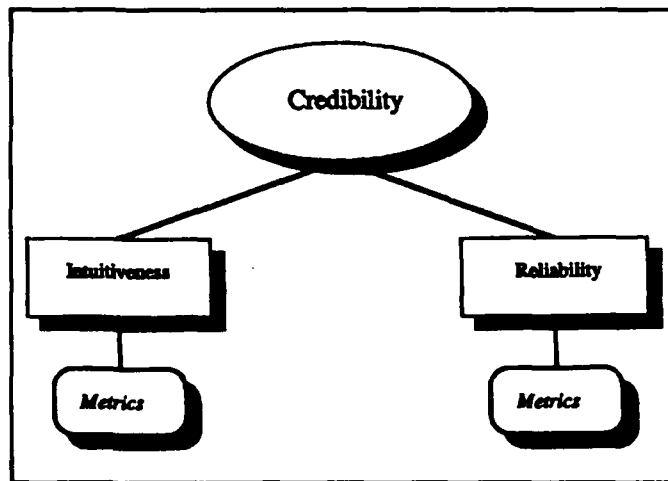 Credibility
Intuitiveness
Reliability
Metrics
Metrics